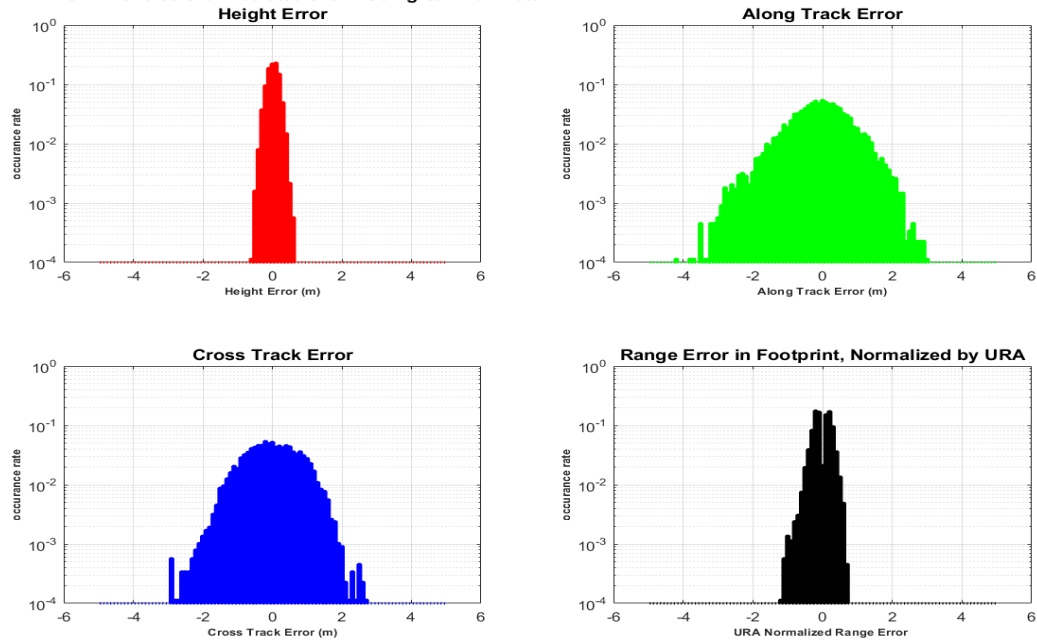 Height Error
10^0
10^-1
10^-2
10^-3
10^-4
occurance rate
-6 -4 -2 0 2 4 6
Height Error (m)
Along Track Error
10^0
10^-1
10^-2
10^-3
10^-4
occurance rate
-6 -4 -2 0 2 4 6
Along Track Error (m)
Cross Track Error
10^0
10^-1
10^-2
10^-3
10^-4
occurance rate
-6 -4 -2 0 2 4 6
Cross Track Error (m)
Range Error in Footprint, Normalized by URA
10^0
10^-1
10^-2
10^-3
10^-4
occurance rate
-6 -4 -2 0 2 4 6
URA Normalized Range Error